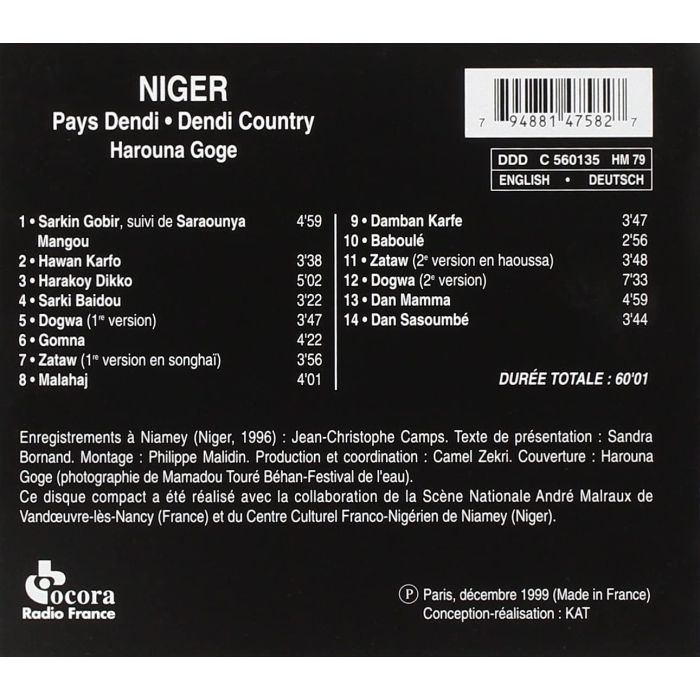 NIGER
Pays Dendi • Dendi Country
Harouna Goge
7 94881 47582 7
DDD C 560135 HM 79
ENGLISH • DEUTSCH
1 • Sarkin Gobir, suivi de Saraounya 4'59
Mangou
2 • Hawan Karfo 3'38
3 • Harakoy Dikko 5'02
4 • Sarki Baidou 3'22
5 • Dogwa (1re version) 3'47
6 • Gomna 4'22
7 • Zataw (1re version en songhaï) 3'56
8 • Malahaj 4'01
9 • Damban Karfe 3'47
10 • Baboulé 2'56
11 • Zataw (2e version en haoussa) 3'48
12 • Dogwa (2e version) 7'33
13 • Dan Mamma 4'59
14 • Dan Sasoumbé 3'44
DURÉE TOTALE : 60'01
Enregistrements à Niamey (Niger, 1996) : Jean-Christophe Camps. Texte de présentation : Sandra
Bornand. Montage : Philippe Malidin. Production et coordination : Camel Zekri. Couverture : Harouna
Goge (photographie de Mamadou Touré Béhan-Festival de l'eau).
Ce disque compact a été réalisé avec la collaboration de la Scène Nationale André Malraux de
Vandœuvre-lès-Nancy (France) et du Centre Culturel Franco-Nigérien de Niamey (Niger).
ocora
Radio France
Ⓟ Paris, décembre 1999 (Made in France)
Conception-réalisation : KAT